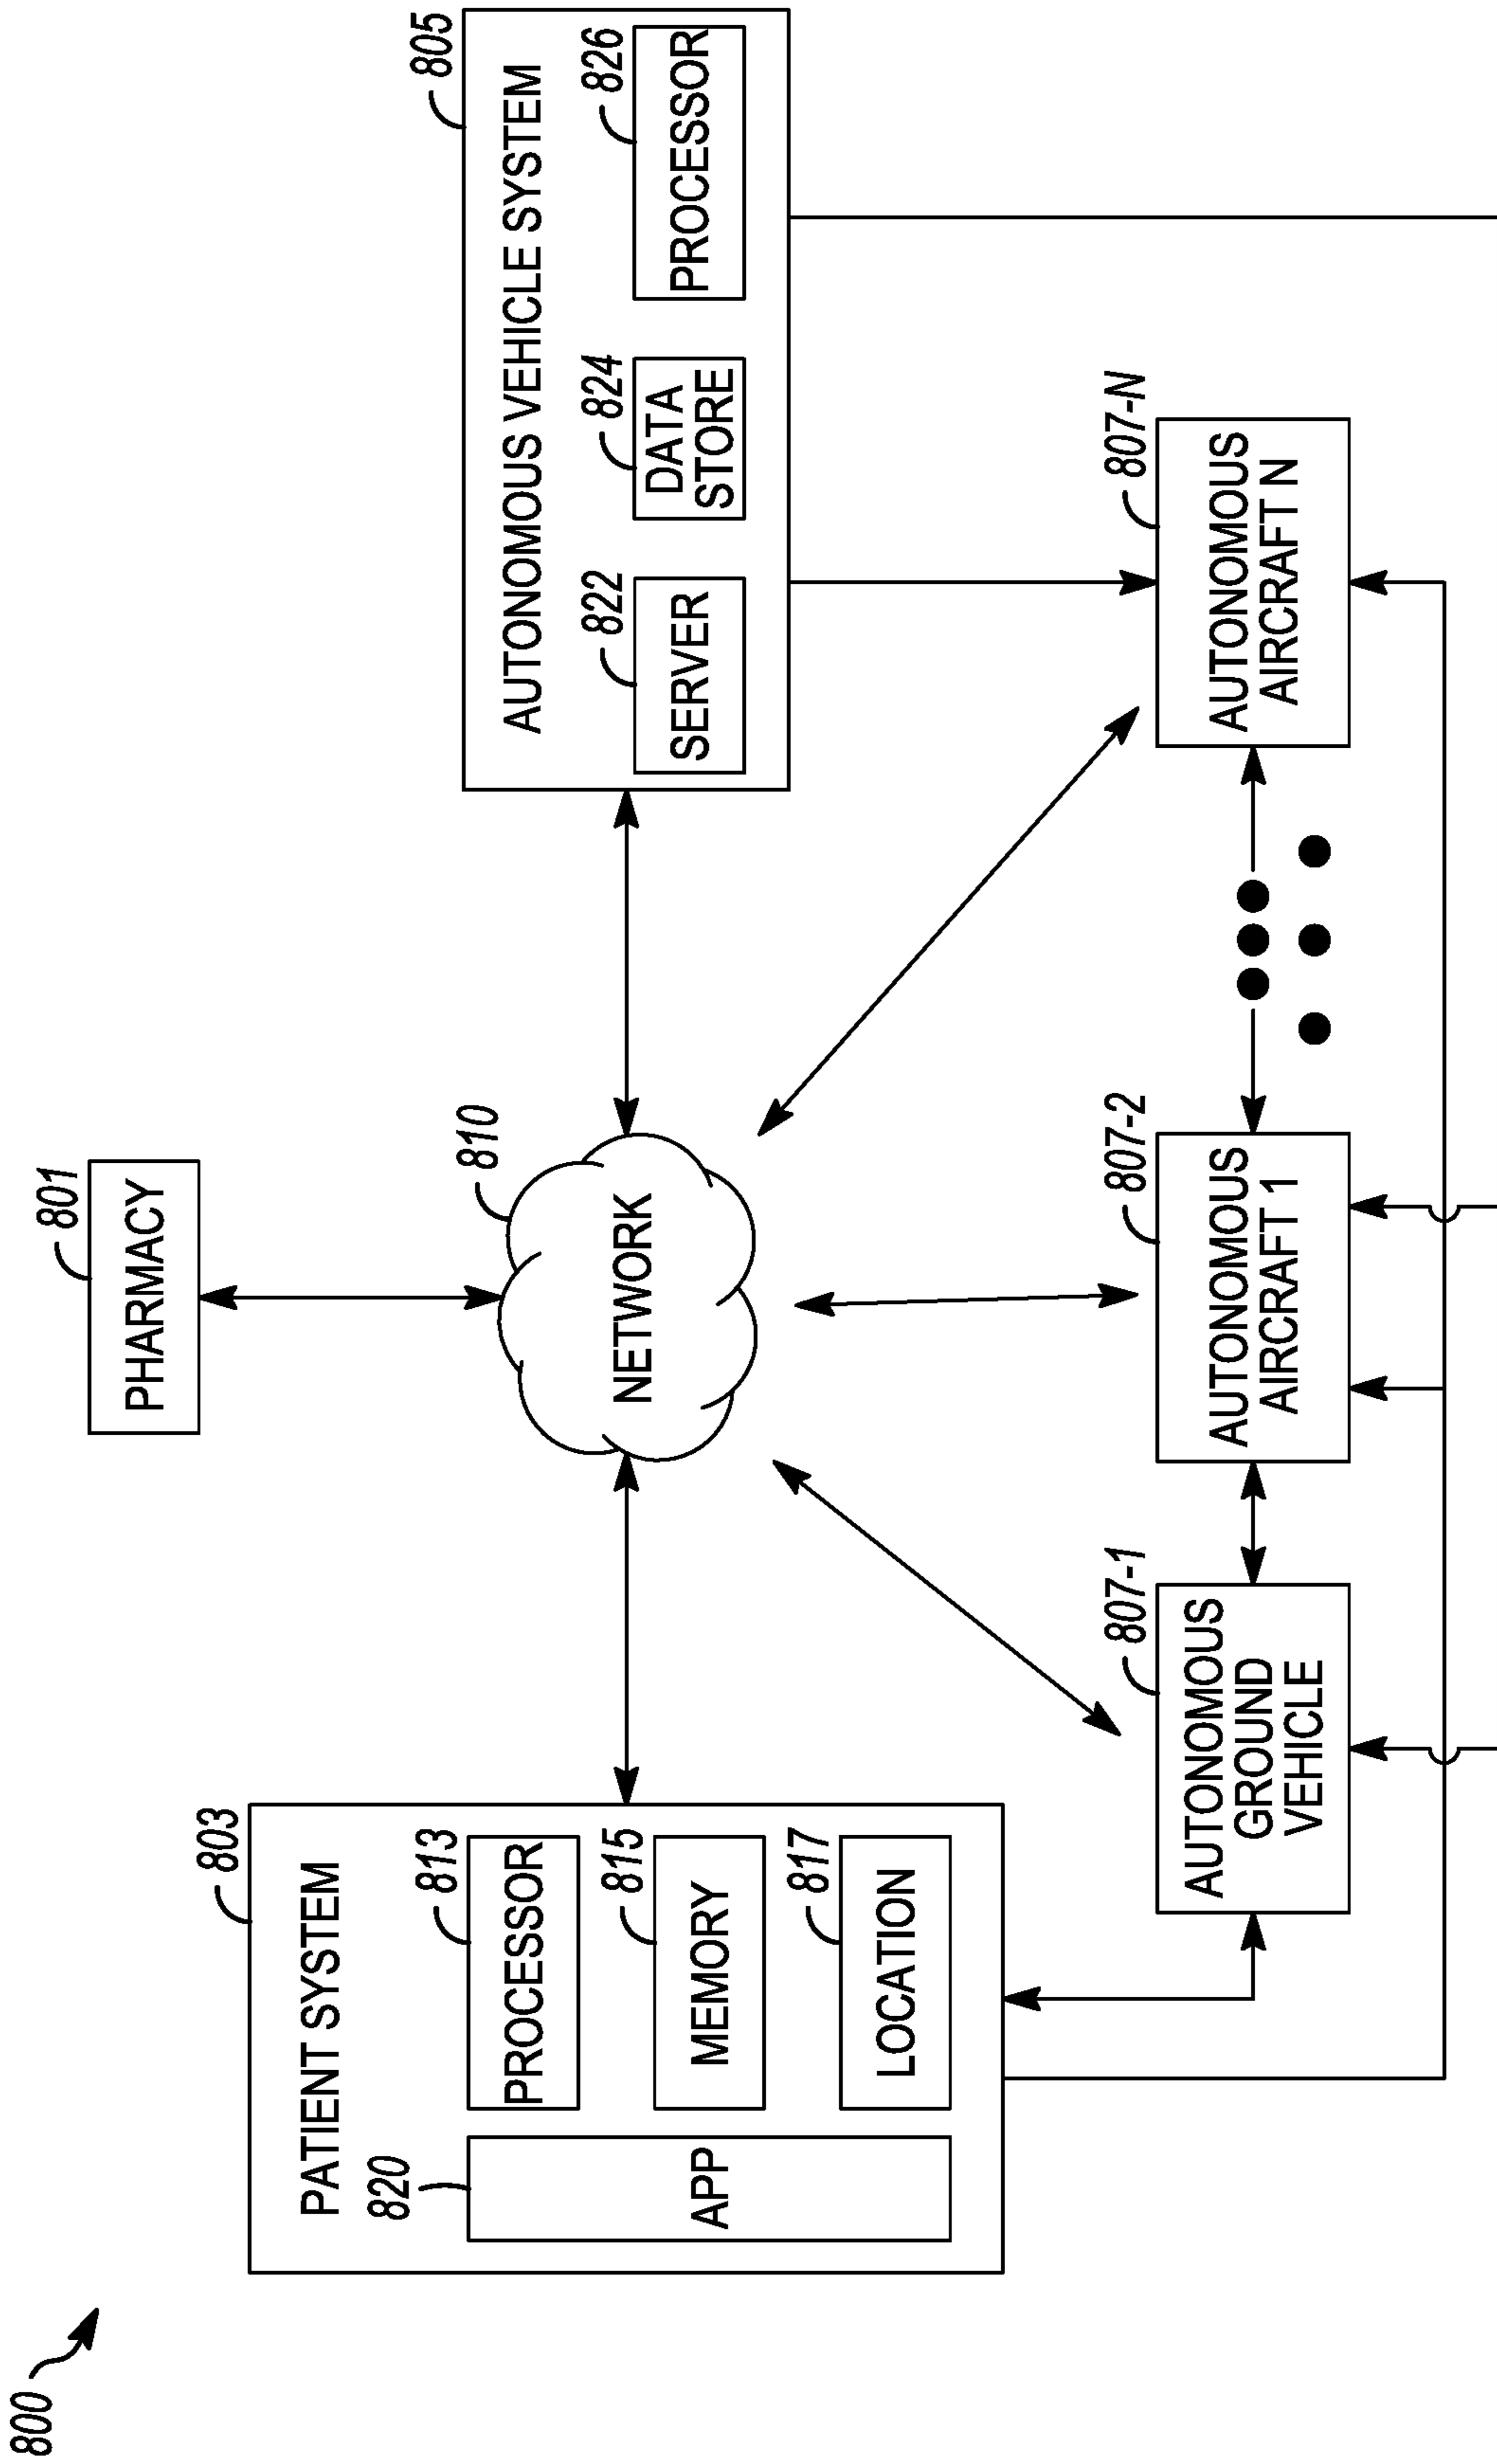 800
801
PHARMACY
803
PATIENT SYSTEM
820
APP
813
PROCESSOR
815
MEMORY
817
LOCATION
810
NETWORK
805
AUTONOMOUS VEHICLE SYSTEM
822
SERVER
824
DATA
STORE
826
PROCESSOR
807-1
AUTONOMOUS
GROUND
VEHICLE
807-2
AUTONOMOUS
AIRCRAFT 1
807-N
AUTONOMOUS
AIRCRAFT N